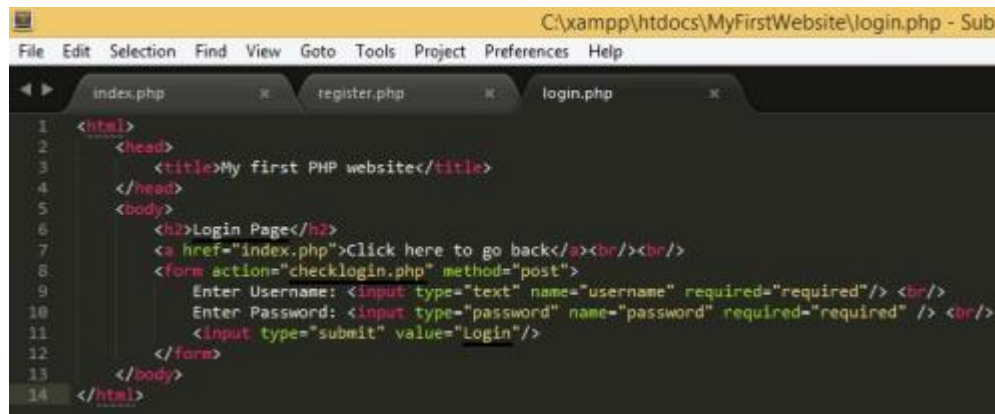 C:\xampp\htdocs\MyFirstWebsite\login.php - Sub
File Edit Selection Find View Goto Tools Project Preferences Help
index.php register.php login.php
1 <html>
2 <head>
3 <title>My first PHP website</title>
4 </head>
5 <body>
6 <h2>Login Page</h2>
7 <a href="index.php">Click here to go back</a><br/><br/>
8 <form action="checklogin.php" method="post">
9 Enter Username: <input type="text" name="username" required="required"/> <br/>
10 Enter Password: <input type="password" name="password" required="required" /> <br/>
11 <input type="submit" value="Login"/>
12 </form>
13 </body>
14 </html>